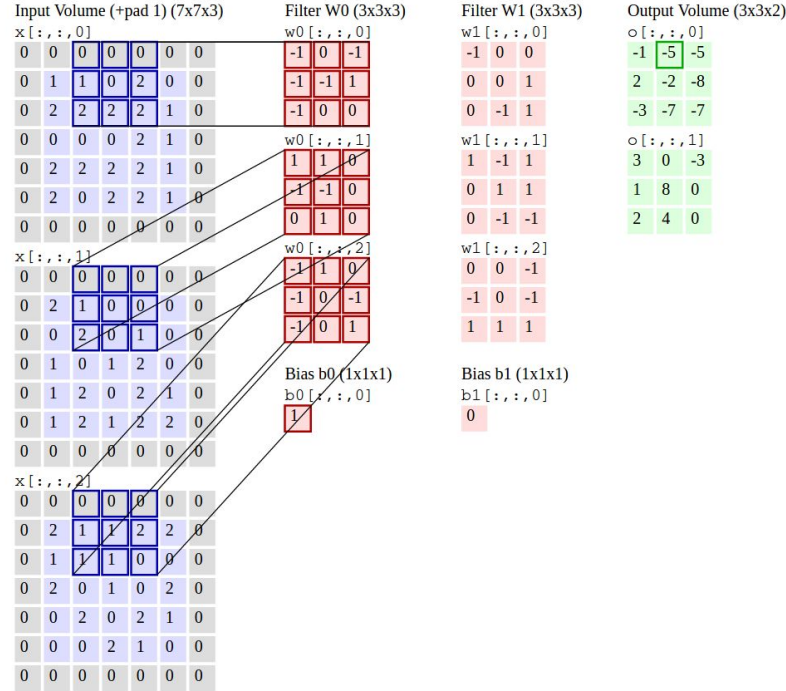 Input Volume (+pad 1) (7x7x3)
x[:,:,0]
0 0 0 0 0 0 0
0 1 1 0 2 0 0
0 2 2 2 2 1 0
0 0 0 0 2 1 0
0 2 2 2 2 1 0
0 2 0 2 2 1 0
0 0 0 0 0 0 0
x[:,:,1]
0 0 0 0 0 0 0
0 2 1 0 0 0 0
0 0 2 0 1 0 0
0 1 0 1 2 0 0
0 1 2 0 2 1 0
0 1 2 1 2 2 0
0 0 0 0 0 0 0
x[:,:,2]
0 0 0 0 0 0 0
0 2 1 1 2 2 0
0 1 1 1 0 0 0
0 2 0 1 0 2 0
0 0 2 0 2 1 0
0 0 0 2 1 0 0
0 0 0 0 0 0 0
Filter W0 (3x3x3)
w0[:,:,0]
-1 0 -1
-1 -1 1
-1 0 0
w0[:,:,1]
1 1 0
-1 -1 0
0 1 0
w0[:,:,2]
-1 1 0
-1 0 -1
-1 0 1
Bias b0 (1x1x1)
b0[:,:,0]
1
Filter W1 (3x3x3)
w1[:,:,0]
-1 0 0
0 0 1
0 -1 1
w1[:,:,1]
1 -1 1
0 1 1
0 -1 -1
w1[:,:,2]
0 0 -1
-1 0 -1
1 1 1
Bias b1 (1x1x1)
b1[:,:,0]
0
Output Volume (3x3x2)
o[:,:,0]
-1 -5 -5
2 -2 -8
-3 -7 -7
o[:,:,1]
3 0 -3
1 8 0
2 4 0